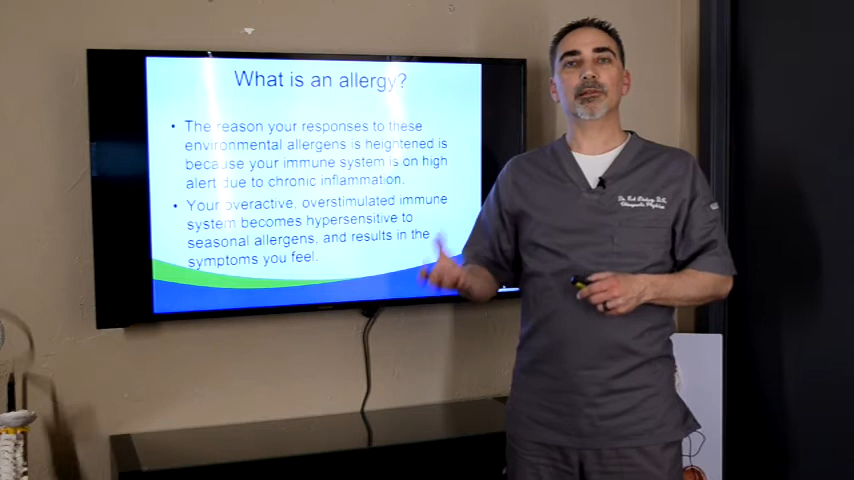 What is an allergy?
• The reason your responses to these
environmental allergens is heightened is
because your immune system is on high
alert due to chronic inflammation.
• Your overactive, overstimulated immune
system becomes hypersensitive to
seasonal allergens, and results in the
symptoms you feel.
Dr.